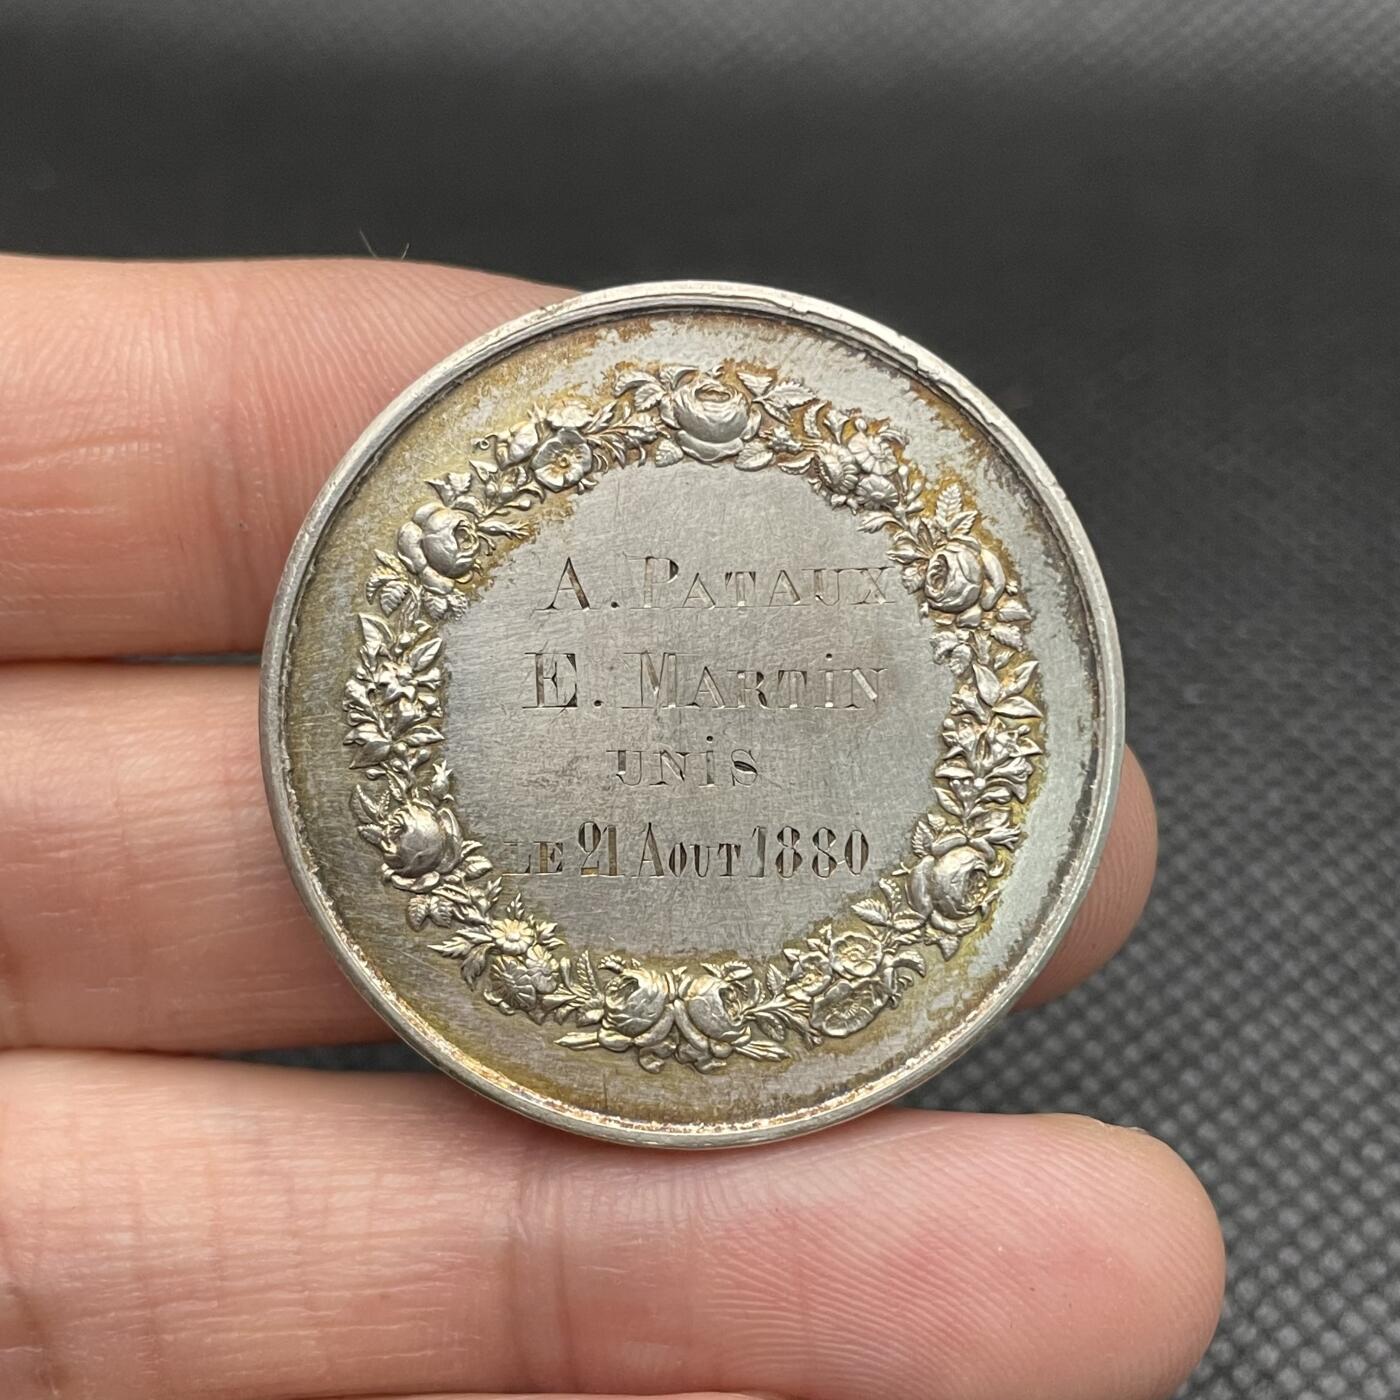 A. PATAUX
E. MARTiN
UNiS
LE 21 AOUT 1880